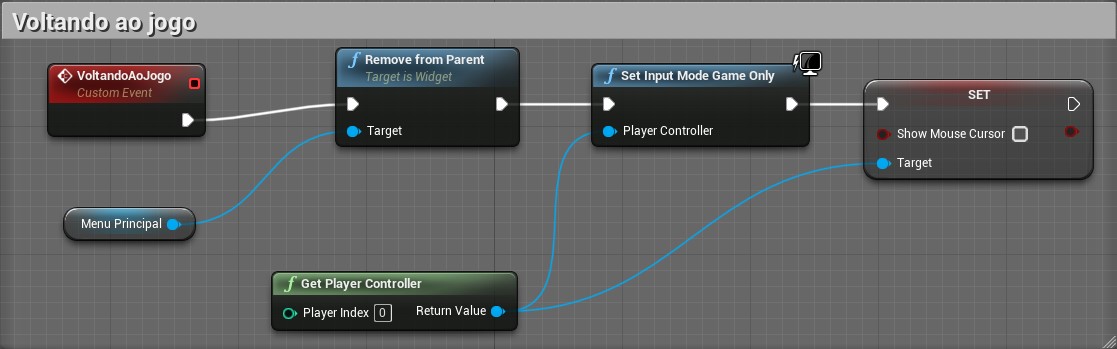 Voltando ao jogo
VoltandoAoJogo
Custom Event
Remove from Parent
Target is Widget
Target
Set Input Mode Game Only
Player Controller
SET
Show Mouse Cursor
Target
Menu Principal
Get Player Controller
Player Index 0 Return Value